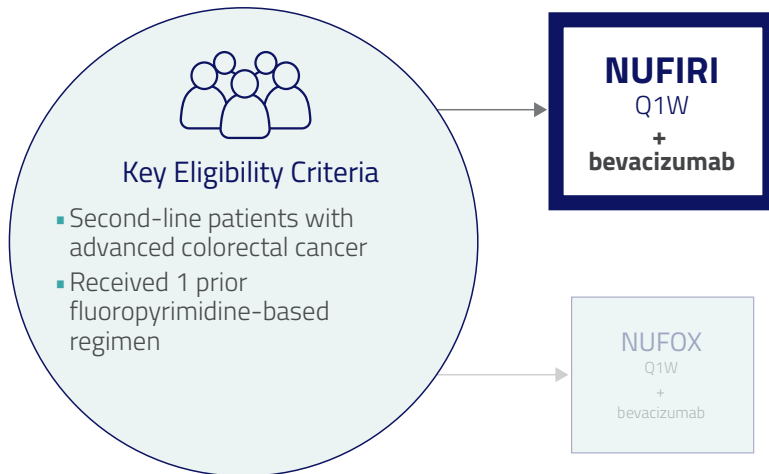 Key Eligibility Criteria
▪ Second-line patients with
advanced colorectal cancer
▪ Received 1 prior
fluoropyrimidine-based
regimen
NUFIRI
Q1W
+
bevacizumab
NUFOX
Q1W
+
bevacizumab